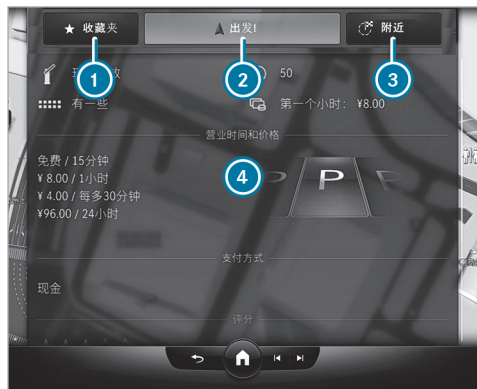 ★ 收藏夹
出发!
附近
1
2
3
50
有一些
第一个小时: ¥8.00
营业时间和价格
免费 / 15分钟
¥ 8.00 / 1小时
¥ 4.00 / 每多30分钟
¥96.00 / 24小时
4
P P P
支付方式
现金
评分